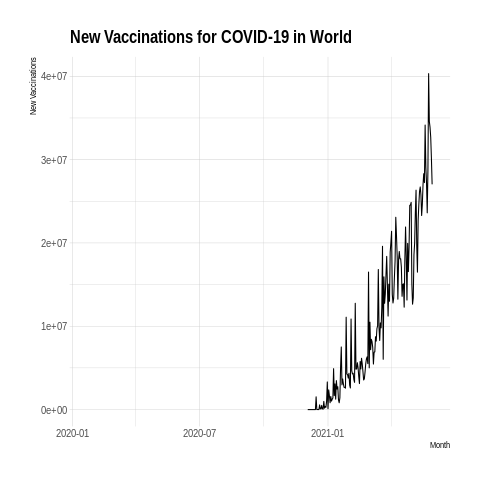 New Vaccinations for COVID-19 in World
New Vaccinations
4e+07
3e+07
2e+07
1e+07
0e+00
2020-01
2020-07
2021-01
Month